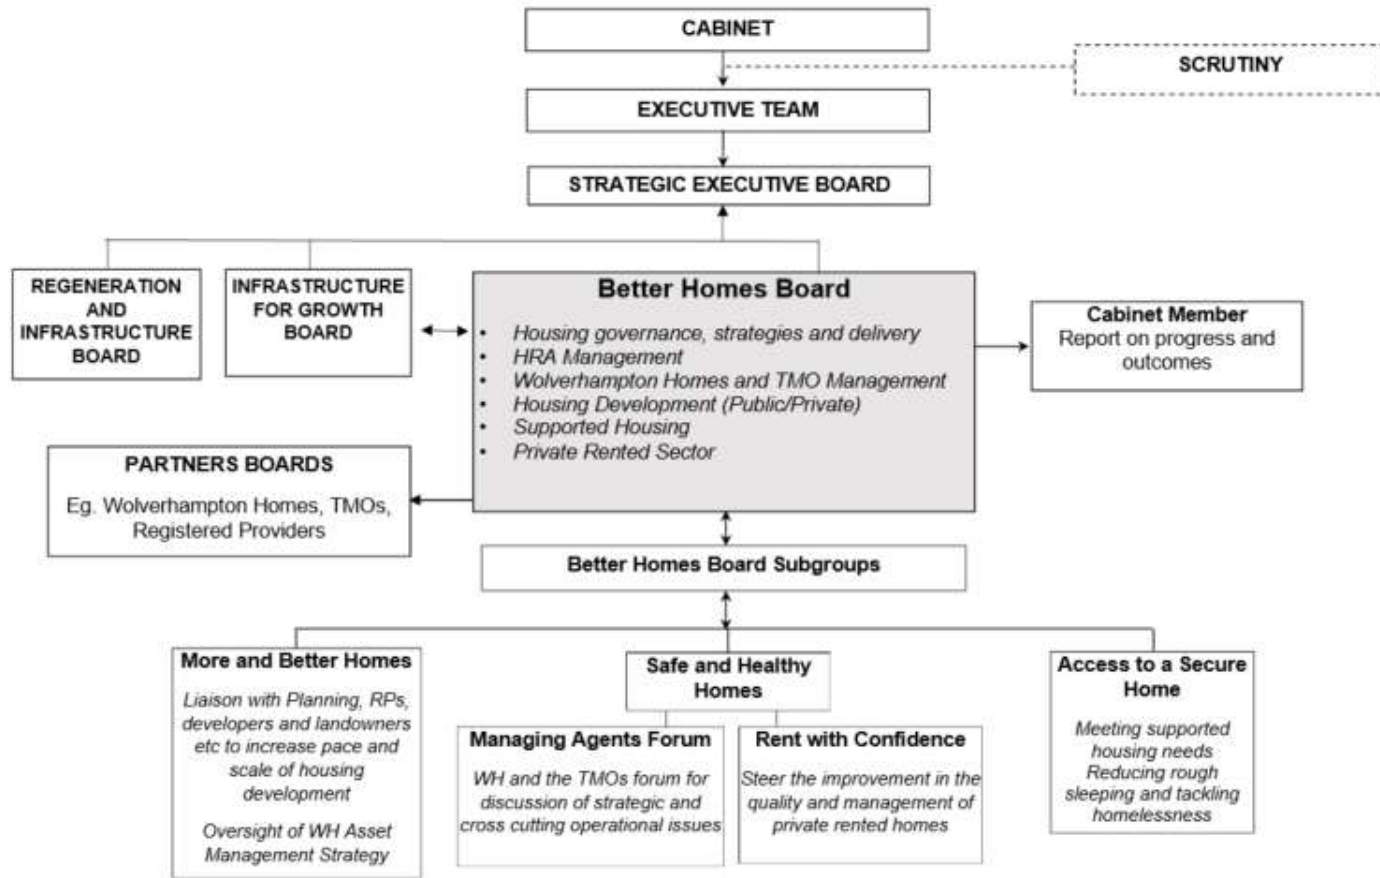 CABINET
SCRUTINY
EXECUTIVE TEAM
STRATEGIC EXECUTIVE BOARD
REGENERATION
AND
INFRASTRUCTURE
BOARD
INFRASTRUCTURE
FOR GROWTH
BOARD
Better Homes Board
• Housing governance, strategies and delivery
• HRA Management
• Wolverhampton Homes and TMO Management
• Housing Development (Public/Private)
• Supported Housing
• Private Rented Sector
Cabinet Member
Report on progress and
outcomes
PARTNERS BOARDS
Eg. Wolverhampton Homes, TMOs,
Registered Providers
Better Homes Board Subgroups
More and Better Homes
Liaison with Planning, RPs,
developers and landowners
etc to increase pace and
scale of housing
development
Oversight of WH Asset
Management Strategy
Safe and Healthy
Homes
Managing Agents Forum
WH and the TMOs forum for
discussion of strategic and
cross cutting operational issues
Rent with Confidence
Steer the improvement in the
quality and management of
private rented homes
Access to a Secure
Home
Meeting supported
housing needs
Reducing rough
sleeping and tackling
homelessness